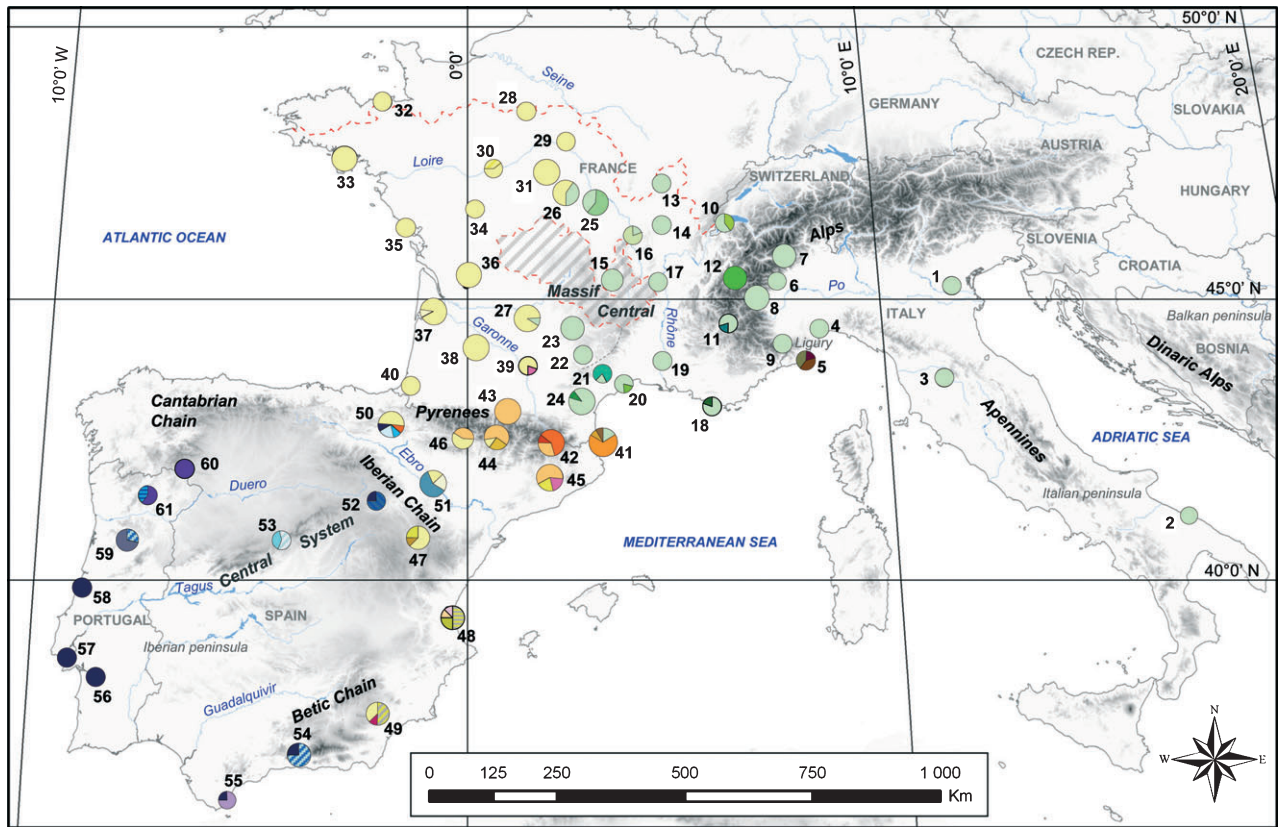 50°0' N
10°0' W
0°0'
10°0' E
20°0' E
CZECH REP.
Seine
GERMANY
SLOVAKIA
32
28
29
AUSTRIA
Loire
30
FRANCE
SWITZERLAND
33
31
13
HUNGARY
26
25
10
34
14
ATLANTIC OCEAN
35
16
Alps
SLOVENIA
7
CROATIA
36
15
17
12
6
1
Massif
Po
45°0' N
8
27
Central
ITALY
Balkan peninsula
37
Garonne
23
Rhône
11
4
BOSNIA
38
22
9
Ligury
Dinaric Alps
39
19
5
40
21
3
20
Cantabrian
Chain
50
Pyrenees
43
24
18
Apennines
ADRIATIC SEA
46
44
42
41
60
Ebro
Iberian Chain
45
Duero
51
Italian peninsula
61
52
2
53
System
59
47
MEDITERRANEAN SEA
Central
40°0' N
58
Tagus
PORTUGAL
SPAIN
48
Iberian peninsula
57
56
Guadalquivir
Betic Chain
49
54
N
W
E
S
55
0
125
250
500
750
1 000
Km